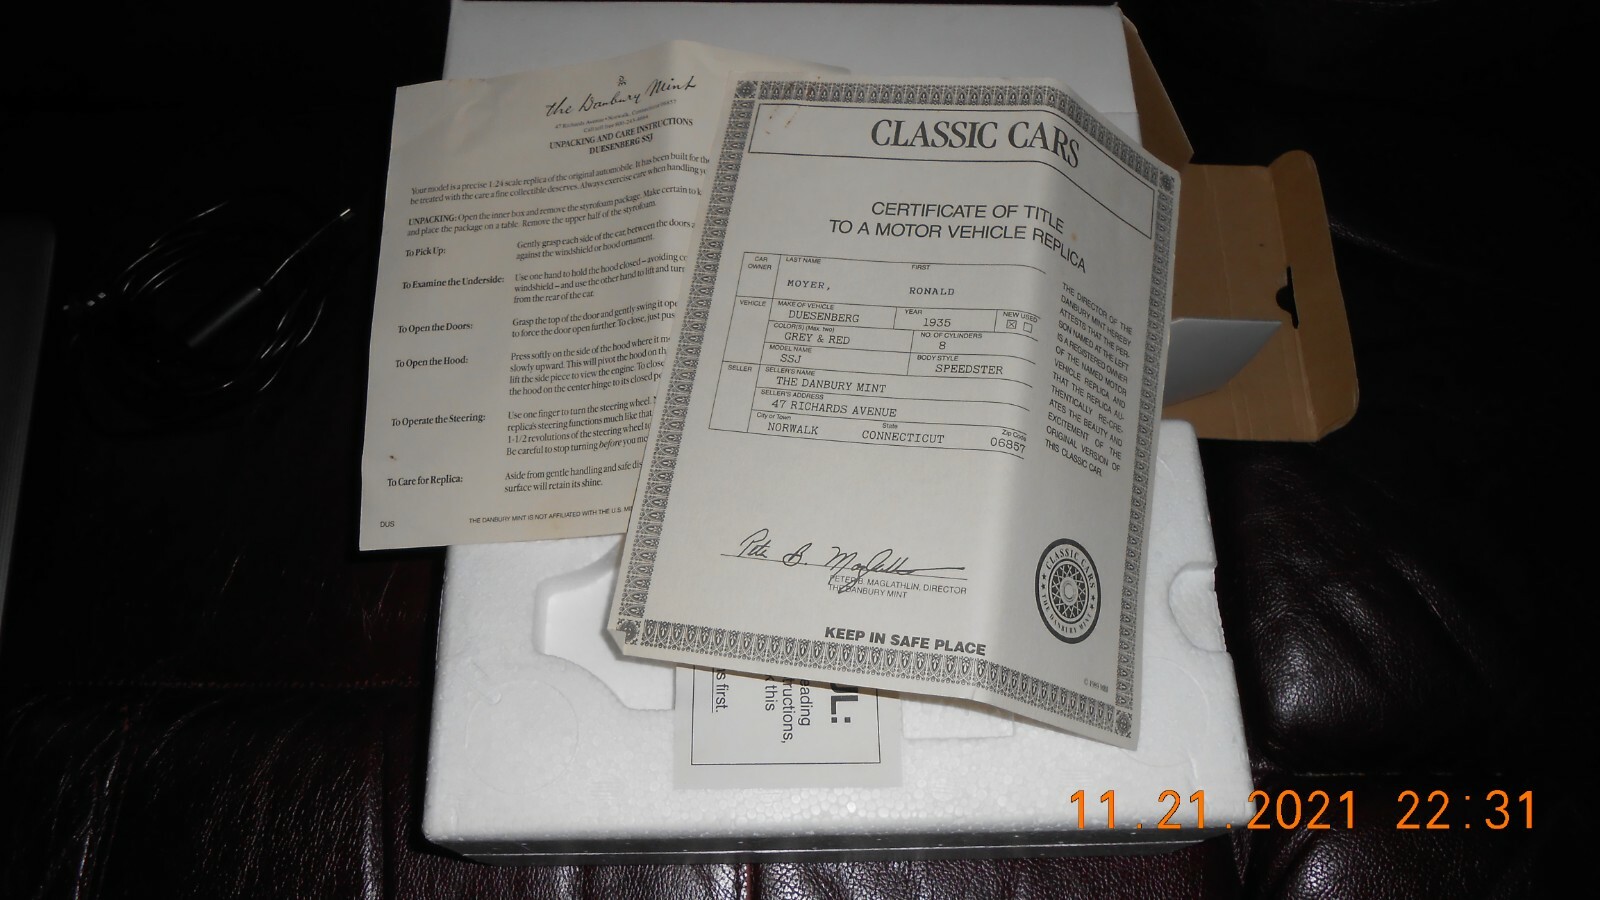 The
the Danbury Mint
47 Richards Avenue • Norwalk, Connecticut 06857
Call toll free 800-243-4664
UNPACKING AND CARE INSTRUCTIONS
DUESENBERG SSJ
Your model is a precise 1:24 scale replica of the original automobile. It has been built for the
be treated with the care a fine collectible deserves. Always exercise care when handling
UNPACKING: Open the inner box and remove the styrofoam package. Make certain to
and place the package on a table. Remove the upper half of the styrofoam.
To Pick Up:
Gently grasp each side of the car, between the doors
against the windshield or hood ornament.
To Examine the Underside:
Use one hand to hold the hood closed—avoiding
windshield—and use the other hand to lift and turn
from the rear of the car.
To Open the Doors:
Grasp the top of the door and gently swing it
to force the door open further. To close, just
To Open the Hood:
Press softly on the side of the hood where it
slowly upward. This will pivot the hood on
lift the side piece to view the engine. To close
the hood on the center hinge to its closed
To Operate the Steering:
Use one finger to turn the steering wheel.
replica's steering functions much like that
1-1/2 revolutions of the steering wheel
Be careful to stop turning before you
To Care for Replica:
Aside from gentle handling and safe
surface will retain its shine.
DUS
THE DANBURY MINT IS NOT AFFILIATED WITH THE U.S.
CLASSIC CARS
CERTIFICATE OF TITLE
TO A MOTOR VEHICLE REPLICA
CAR OWNER
LAST NAME
FIRST
MOYER,
RONALD
VEHICLE
MAKE OF VEHICLE
DUESENBERG
YEAR
1935
NEW USED
COLOR(S) (Max. two)
GREY & RED
NO. OF CYLINDERS
8
MODEL NAME
SSJ
BODY STYLE
SPEEDSTER
SELLER
SELLER'S NAME
THE DANBURY MINT
SELLER'S ADDRESS
47 RICHARDS AVENUE
City or Town
State
Zip Code
NORWALK
CONNECTICUT
06857
THE DIRECTOR OF THE
DANBURY MINT HEREBY
ATTESTS THAT THE PER-
SON NAMED AT THE LEFT
IS A REGISTERED OWNER
OF THE NAMED MOTOR
VEHICLE REPLICA AND
THAT THE REPLICA AU-
THENTICALLY RE-CRE-
ATES THE BEAUTY AND
EXCITEMENT OF THE
ORIGINAL VERSION OF
THIS CLASSIC CAR.
Peter B. Maglathlin
PETER B. MAGLATHLIN, DIRECTOR
THE DANBURY MINT
KEEP IN SAFE PLACE
CLASSIC CARS
THE DANBURY MINT
UL:
eading
tructions,
this
s first.
11.21.2021 22:31